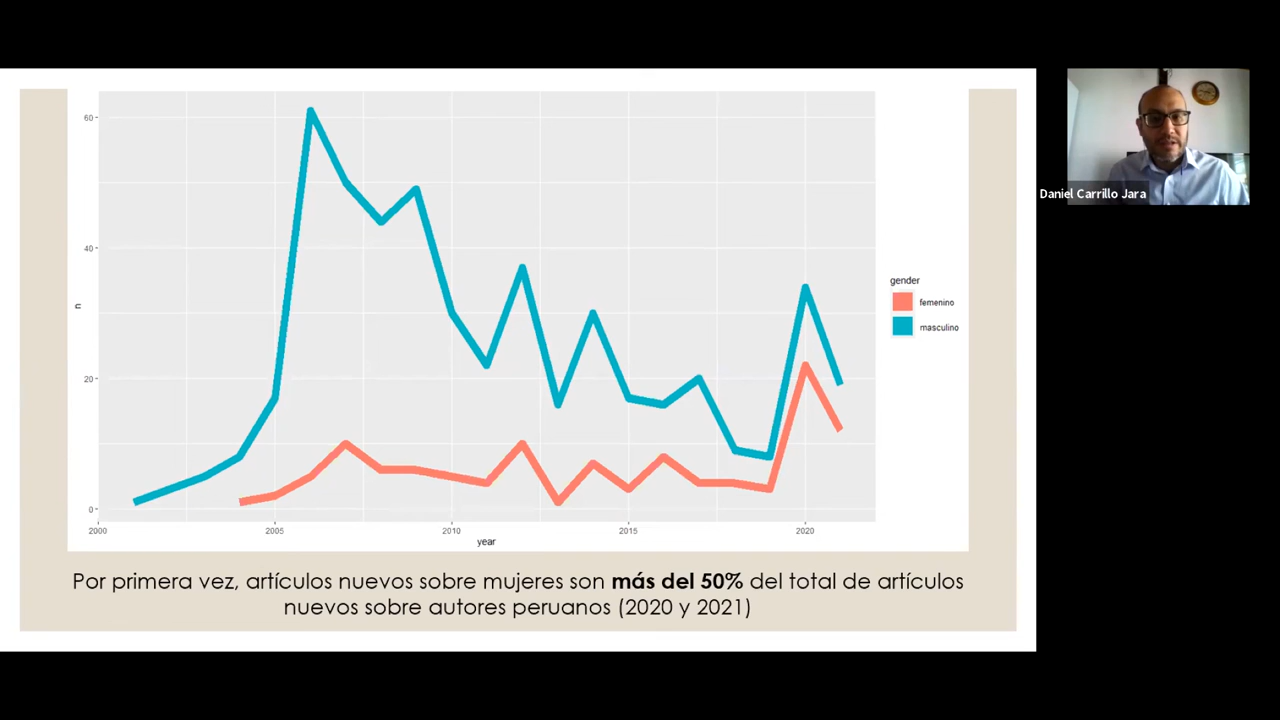 60
40
20
0
n
2000
2005
2010
2015
2020
year
gender
femenino
masculino
Por primera vez, artículos nuevos sobre mujeres son más del 50% del total de artículos
nuevos sobre autores peruanos (2020 y 2021)
Daniel Carrillo Jara